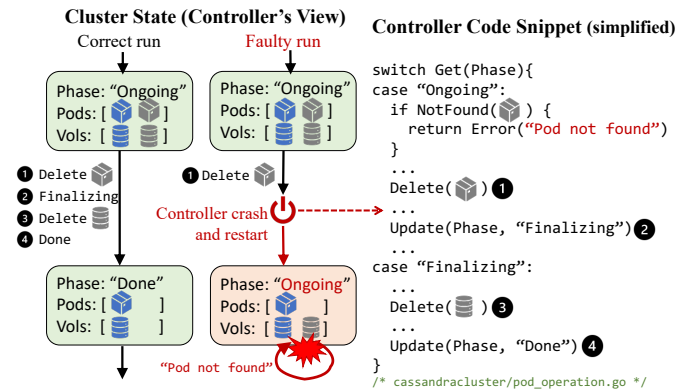 Cluster State (Controller's View)
Correct run
Faulty run
Phase: "Ongoing"
Pods: [ ]
Vols: [ ]
Phase: "Ongoing"
Pods: [ ]
Vols: [ ]
1 Delete
2 Finalizing
3 Delete
4 Done
1 Delete
Controller crash
and restart
Phase: "Done"
Pods: [ ]
Vols: [ ]
Phase: "Ongoing"
Pods: [ ]
Vols: [ ]
"Pod not found"
Controller Code Snippet (simplified)
switch Get(Phase){
case "Ongoing":
if NotFound( ) {
return Error("Pod not found")
}
...
Delete( ) 1
...
Update(Phase, "Finalizing") 2
...
case "Finalizing":
...
Delete( ) 3
...
Update(Phase, "Done") 4
}
/* cassandracluster/pod_operation.go */